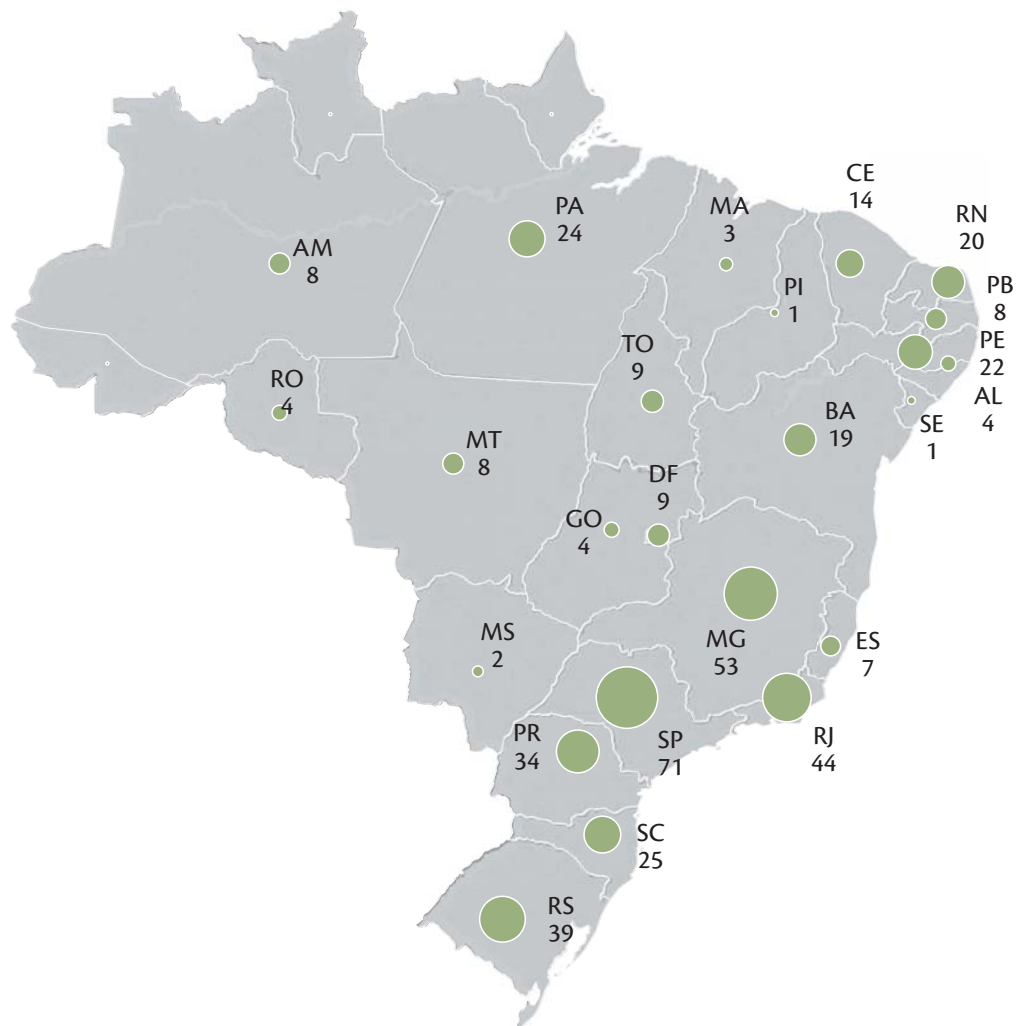 CE
14
PA
24
MA
3
RN
20
AM
8
PI
1
PB
8
TO
9
PE
22
RO
4
AL
4
BA
19
SE
1
MT
8
DF
9
GO
4
MS
2
MG
53
ES
7
PR
34
SP
71
RJ
44
SC
25
RS
39